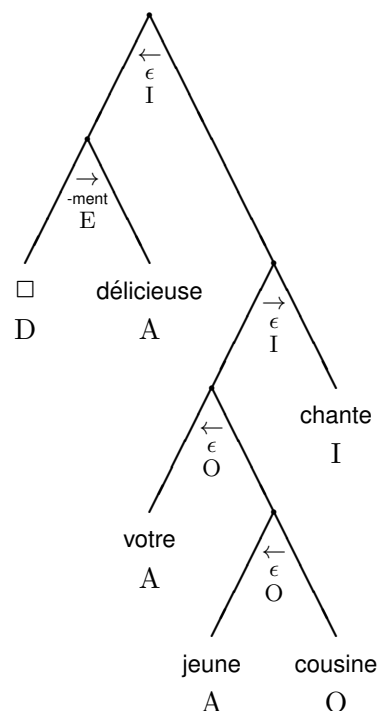 ←
ϵ
I
→
-ment
E
□ délicieuse
D A
→
ϵ
I
←
ϵ
O
chante
I
votre
A
←
ϵ
O
jeune cousine
A O